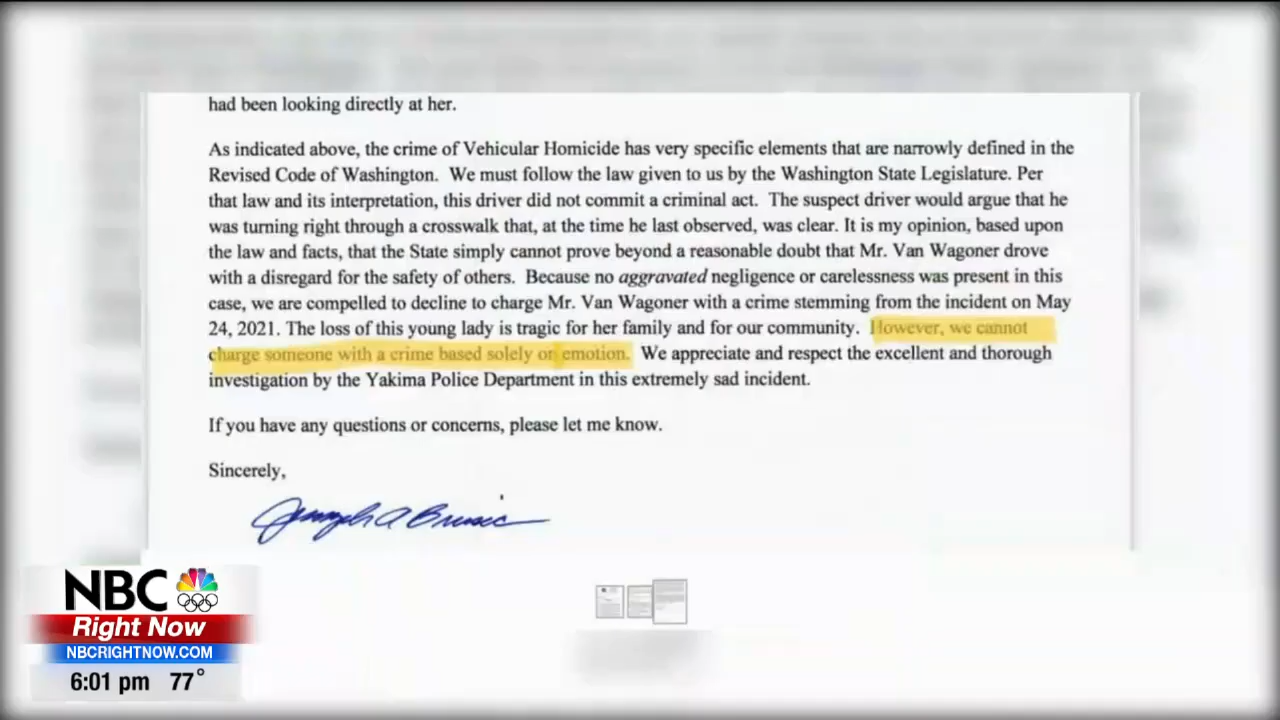 had been looking directly at her.
As indicated above, the crime of Vehicular Homicide has very specific elements that are narrowly defined in the
Revised Code of Washington. We must follow the law given to us by the Washington State Legislature. Per
that law and its interpretation, this driver did not commit a criminal act. The suspect driver would argue that he
was turning right through a crosswalk that, at the time he last observed, was clear. It is my opinion, based upon
the law and facts, that the State simply cannot prove beyond a reasonable doubt that Mr. Van Wagoner drove
with a disregard for the safety of others. Because no aggravated negligence or carelessness was present in this
case, we are compelled to decline to charge Mr. Van Wagoner with a crime stemming from the incident on May
24, 2021. The loss of this young lady is tragic for her family and for our community. However, we cannot
charge someone with a crime based solely on emotion. We appreciate and respect the excellent and thorough
investigation by the Yakima Police Department in this extremely sad incident.
If you have any questions or concerns, please let me know.
Sincerely,
Joseph A Brusic
NBC
Right Now
NBCRIGHTNOW.COM
6:01 pm 77°